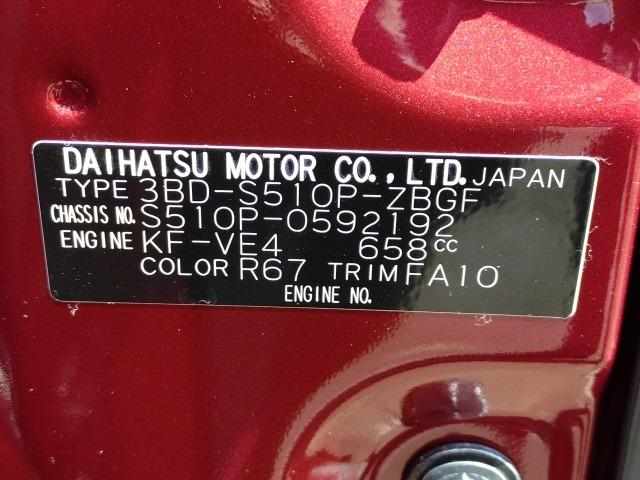 DAIHATSU MOTOR CO.,LTD. JAPAN
TYPE 3BD-S510P-ZBGF
CHASSIS NO. S510P-0592192
ENGINE KF-VE4 658cc
COLOR R67 TRIM FA10
ENGINE NO.